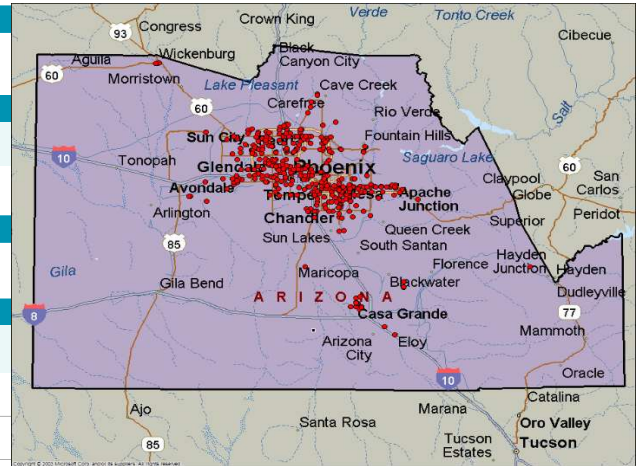 Crown King
Verde
Tonto Creek
93
Congress
Cibecue
Wickenburg
Black
Canyon City
Aguila
60
Morristown
Lake Pleasant
Cave Creek
60
Carefree
Rio Verde
Salt
Sun City
Fountain Hills
10
Tonopah
Saguaro Lake
Glendale
Phoenix
60
Claypool
San
Carlos
Avondale
Apache
Junction
Globe
Arlington
Chandler
Superior
Peridot
Queen Creek
Sun Lakes
South Santan
85
Florence
Hayden
Junction
Hayden
Gila
Maricopa
Gila Bend
Blackwater
Dudleyville
ARIZONA
8
Casa Grande
77
Mammoth
Arizona
City
Eloy
Oracle
10
Catalina
Ajo
Marana
Santa Rosa
Oro Valley
85
Tucson
Estates
Tucson